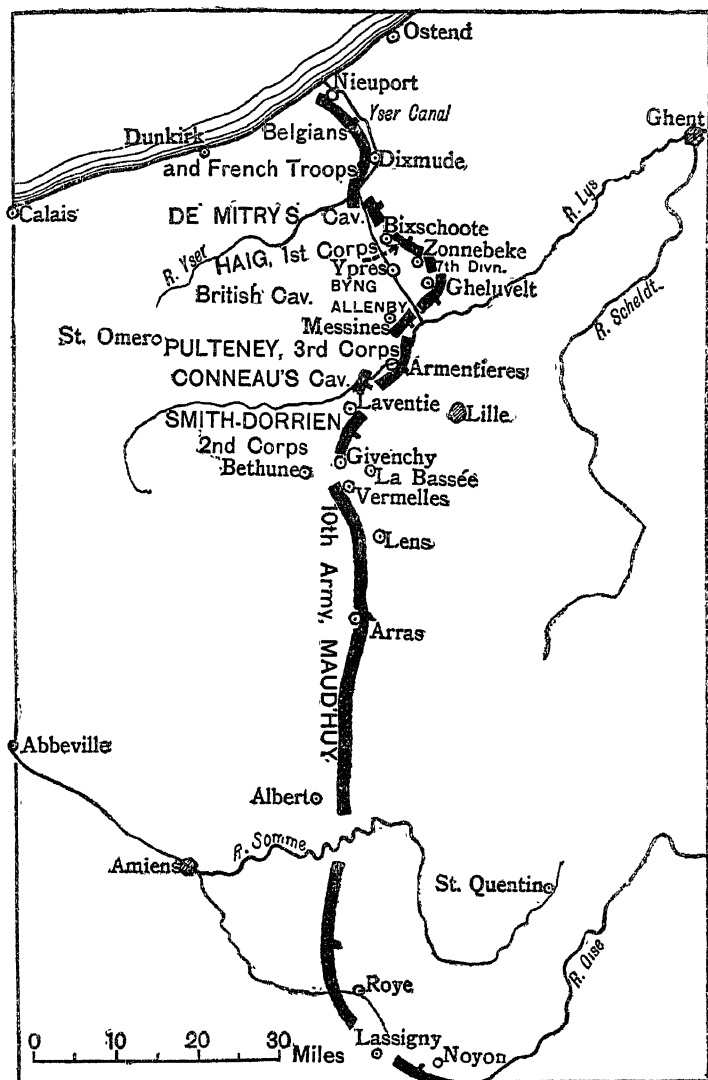 Ostend
Nieuport
Yser Canal
Ghent
Dunkirk
Belgians
and French Troops
Dixmude
R. Lys
Calais
DE MITRY'S Cav.
Bixschoote
R. Yser
HAIG, 1st Corps
Zonnebeke
Ypres
7th Divn.
BYNG
Gheluvelt
British Cav.
ALLENBY
R. Scheldt.
Messines
St. Omer
PULTENEY, 3rd Corps
CONNEAU'S Cav.
Armentieres
Laventie
Lille
SMITH-DORRIEN
2nd Corps
Givenchy
Bethune
La Bassée
Vermelles
Lens
10th Army, MAUD'HUY
Arras
Abbeville
Albert
R. Somme
Amiens
St. Quentin
R. Oise
Roye
Lassigny
Noyon
0 10 20 30
Miles